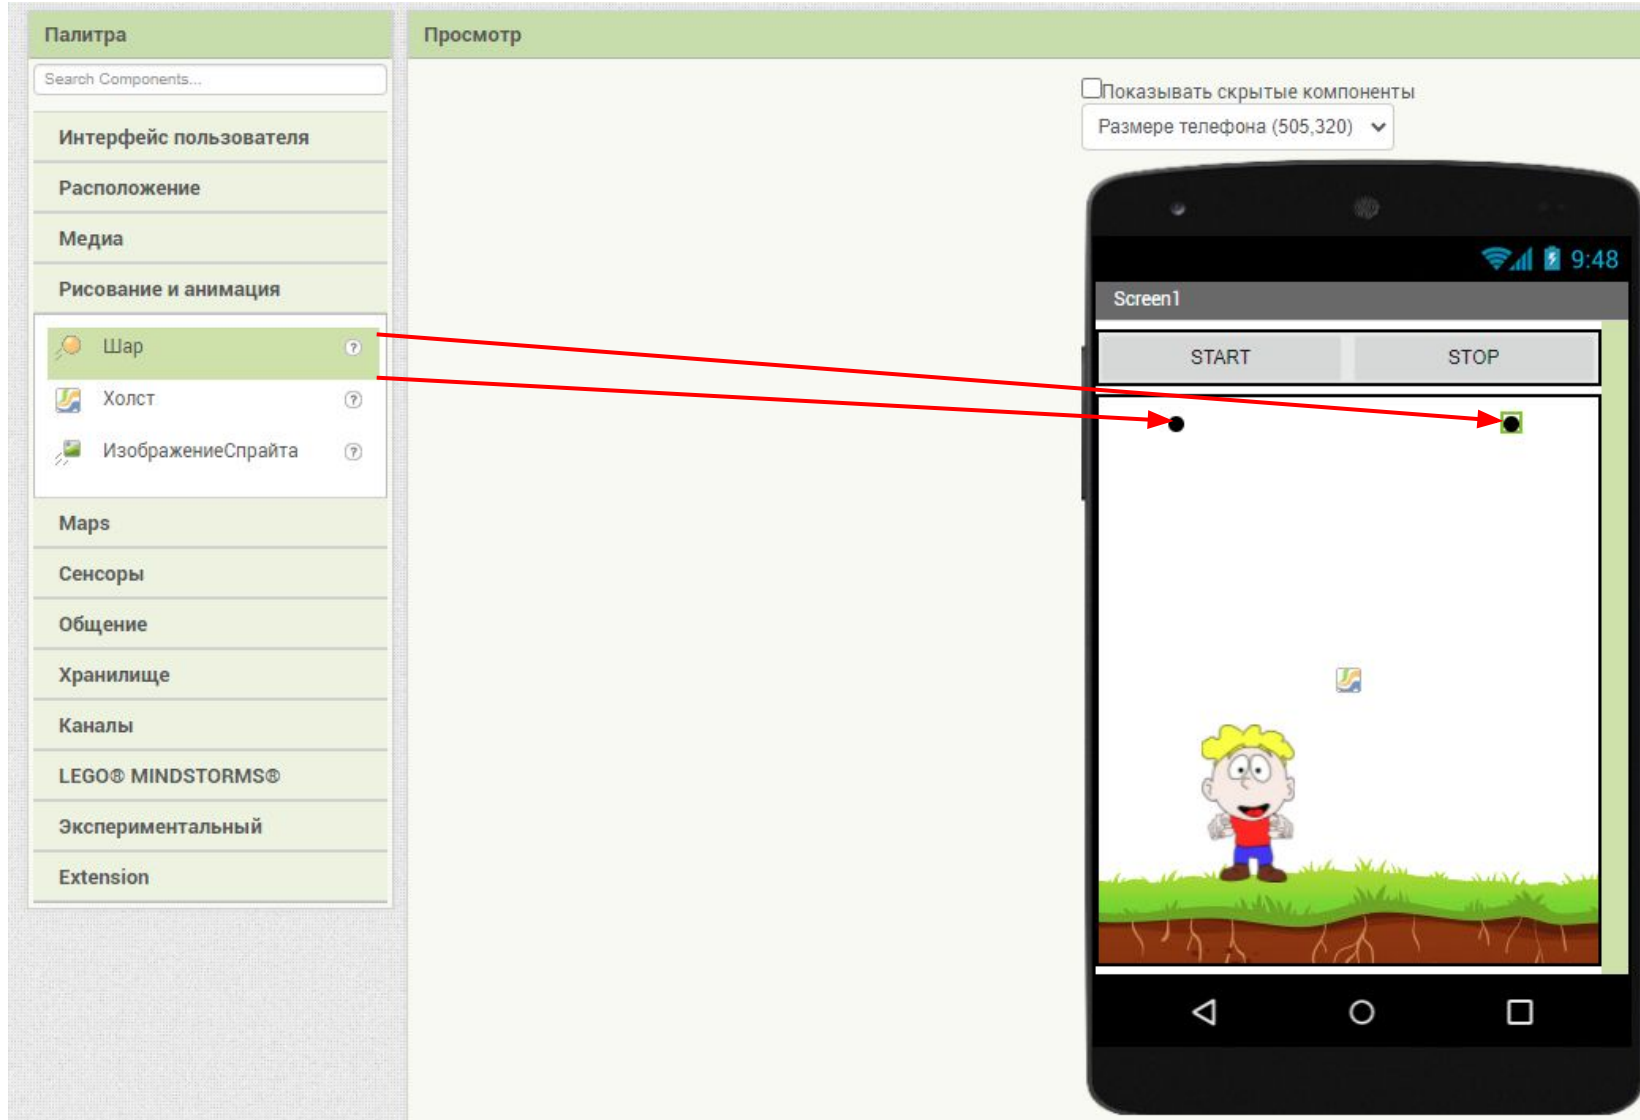 Палитра
Search Components...
Интерфейс пользователя
Расположение
Медиа
Рисование и анимация
Шар
?
Холст
?
ИзображениеСпрайта
?
Maps
Сенсоры
Общение
Хранилище
Каналы
LEGO® MINDSTORMS®
Экспериментальный
Extension
Просмотр
Показывать скрытые компоненты
Размере телефона (505,320)
9:48
Screen1
START STOP